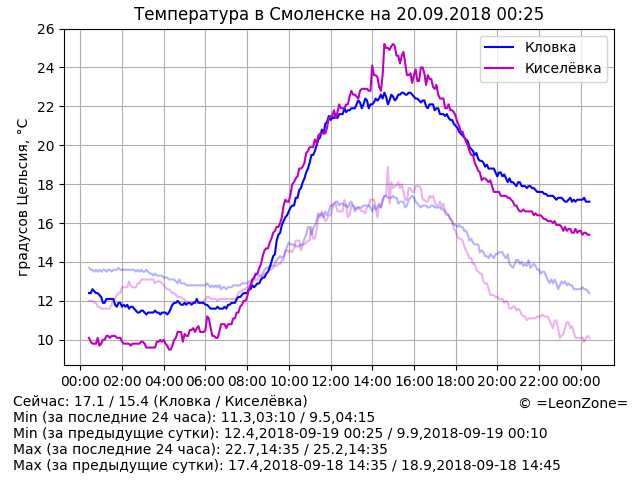 Температура в Смоленске на 20.09.2018 00:25
26
24
22
20
18
16
14
12
10
градусов Цельсия, °C
Кловка
Киселёвка
00:00 02:00 04:00 06:00 08:00 10:00 12:00 14:00 16:00 18:00 20:00 22:00 00:00
Сейчас: 17.1 / 15.4 (Кловка / Киселёвка)
© =LeonZone=
Min (за последние 24 часа): 11.3,03:10 / 9.5,04:15
Min (за предыдущие сутки): 12.4,2018-09-19 00:25 / 9.9,2018-09-19 00:10
Max (за последние 24 часа): 22.7,14:35 / 25.2,14:35
Max (за предыдущие сутки): 17.4,2018-09-18 14:35 / 18.9,2018-09-18 14:45